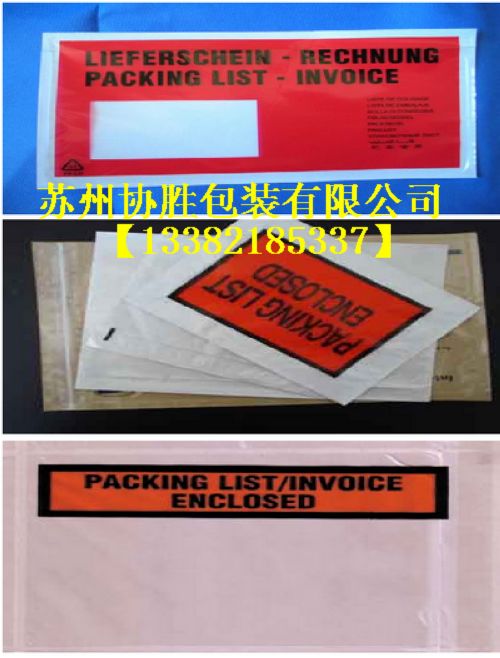 LIEFERSCHEIN - RECHNUNG
PACKING LIST - INVOICE
苏州协胜包装有限公司
【13382185337】
PACKING LIST
ENCLOSED
PACKING LIST/INVOICE
ENCLOSED